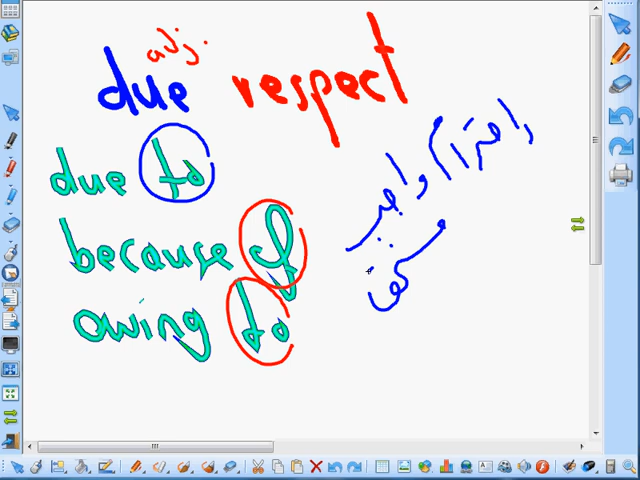 adj.
due respect
due to
because of
owing to
احترام واجب